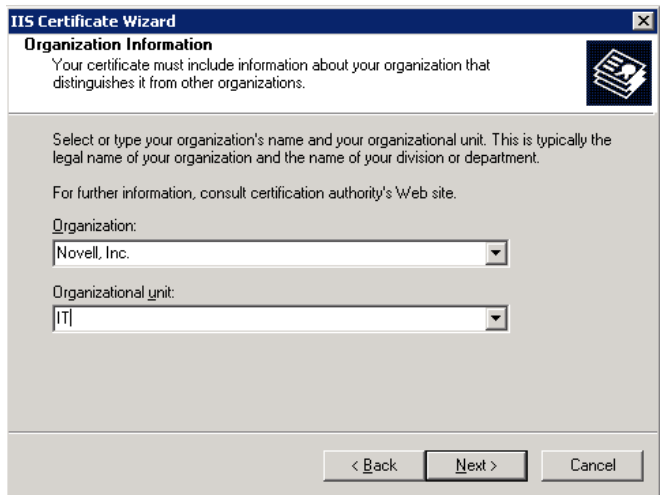 IIS Certificate Wizard
Organization Information
Your certificate must include information about your organization that
distinguishes it from other organizations.
Select or type your organization's name and your organizational unit. This is typically the
legal name of your organization and the name of your division or department.
For further information, consult certification authority's Web site.
Organization:
Novell, Inc.
Organizational unit:
IT
< Back Next > Cancel